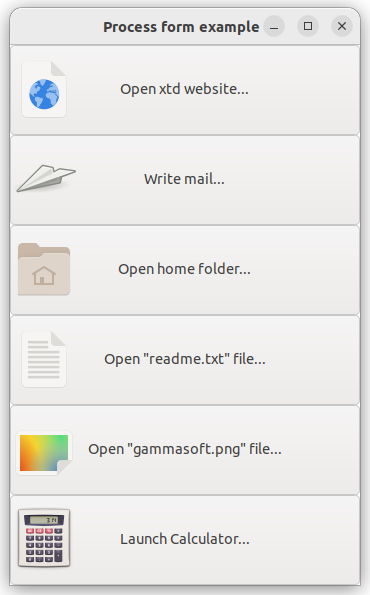 Process form example
Open xtd website...
Write mail...
Open home folder...
Open "readme.txt" file...
Open "gammasoft.png" file...
Launch Calculator...